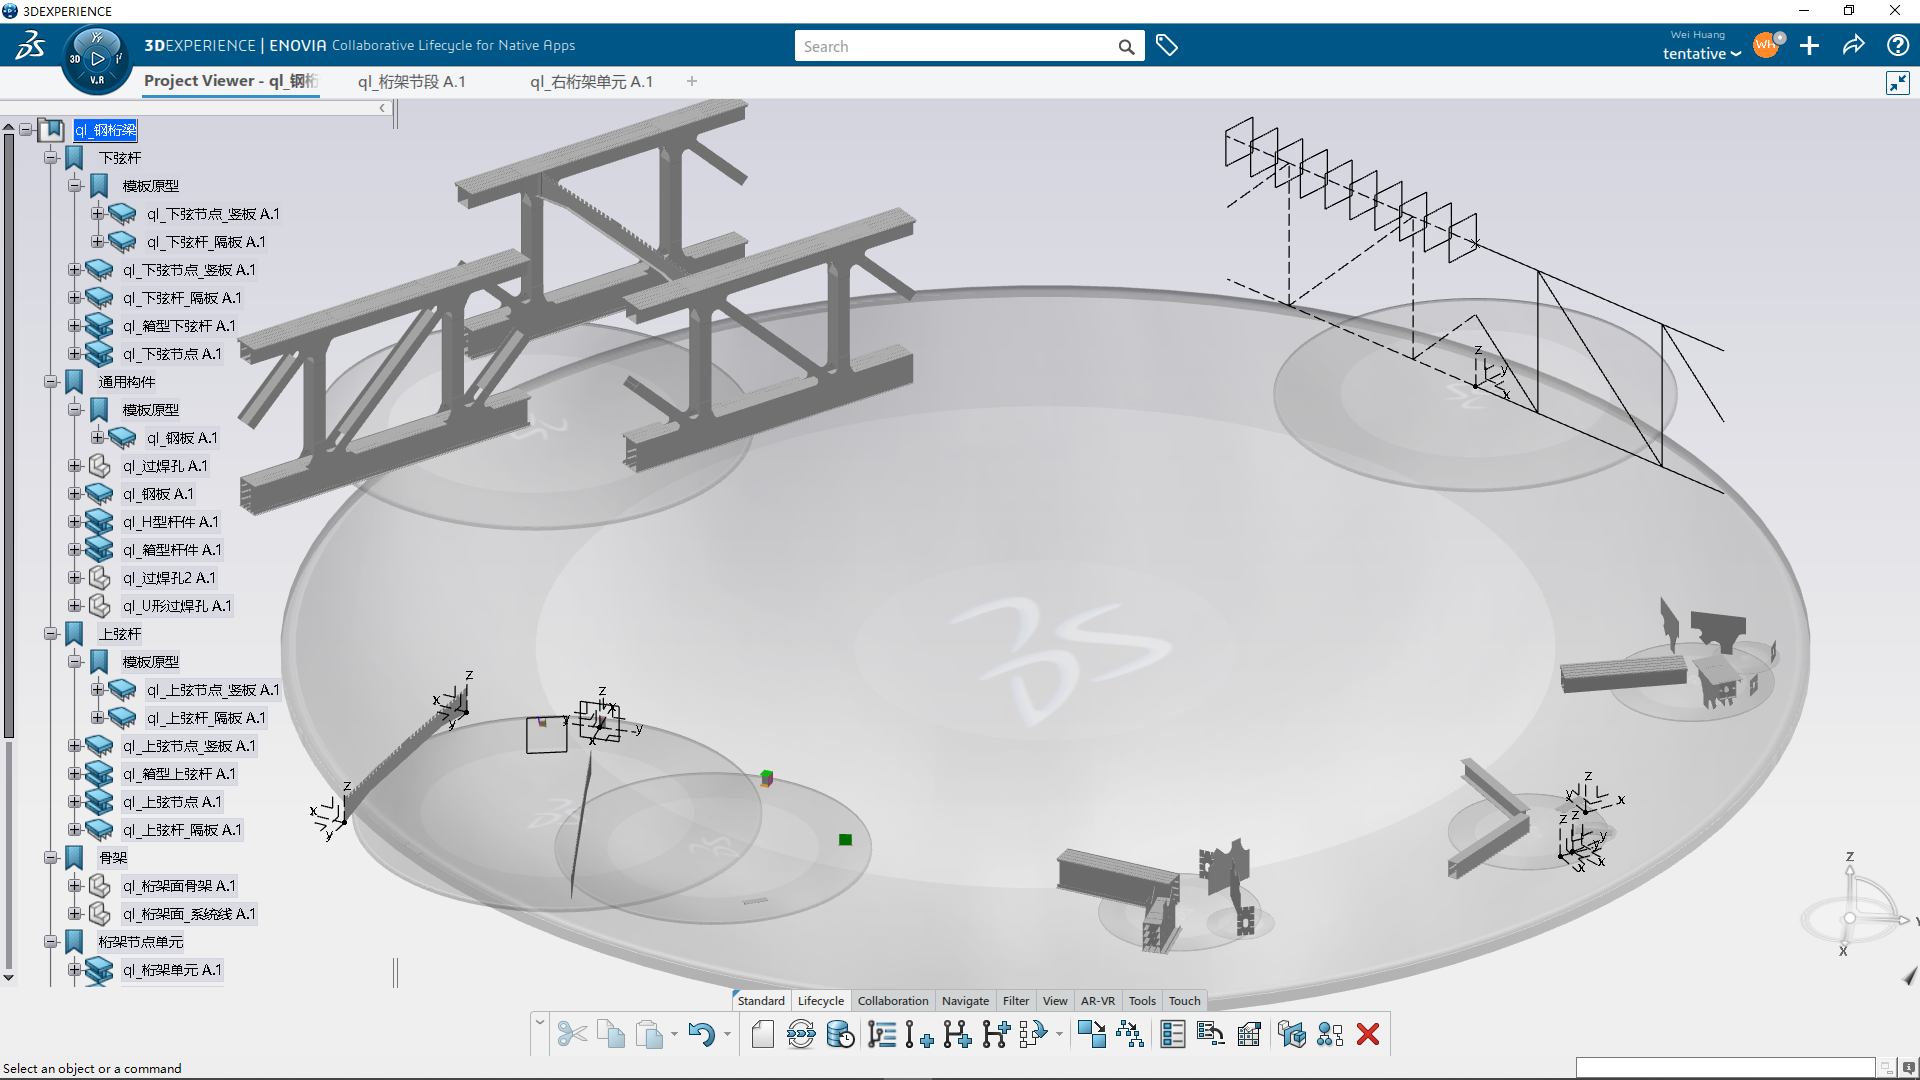 3DEXPERIENCE
3DEXPERIENCE | ENOVIA Collaborative Lifecycle for Native Apps
Search
Wei Huang
tentative
WH
3D
V.R
Project Viewer - ql_钢桁
ql_桁架节段 A.1
ql_右桁架单元 A.1
ql_钢桁梁
下弦杆
模板原型
ql_下弦节点_竖板 A.1
ql_下弦杆_隔板 A.1
ql_下弦节点_竖板 A.1
ql_下弦杆_隔板 A.1
ql_箱型下弦杆 A.1
ql_下弦节点 A.1
通用构件
模板原型
ql_钢板 A.1
ql_过焊孔 A.1
ql_钢板 A.1
ql_H型杆件 A.1
ql_箱型杆件 A.1
ql_过焊孔2 A.1
ql_U形过焊孔 A.1
上弦杆
模板原型
ql_上弦节点_竖板 A.1
ql_上弦杆_隔板 A.1
ql_上弦节点_竖板 A.1
ql_箱型上弦杆 A.1
ql_上弦节点 A.1
ql_上弦杆_隔板 A.1
骨架
ql_桁架面骨架 A.1
ql_桁架面_系统线 A.1
桁架节点单元
ql_桁架单元 A.1
z
y
x
z
x
y
z
x
y
z
y
x
y
x
z
y
x
z
z
y
x
x
Z
Y
X
Standard
Lifecycle
Collaboration
Navigate
Filter
View
AR-VR
Tools
Touch
Select an object or a command